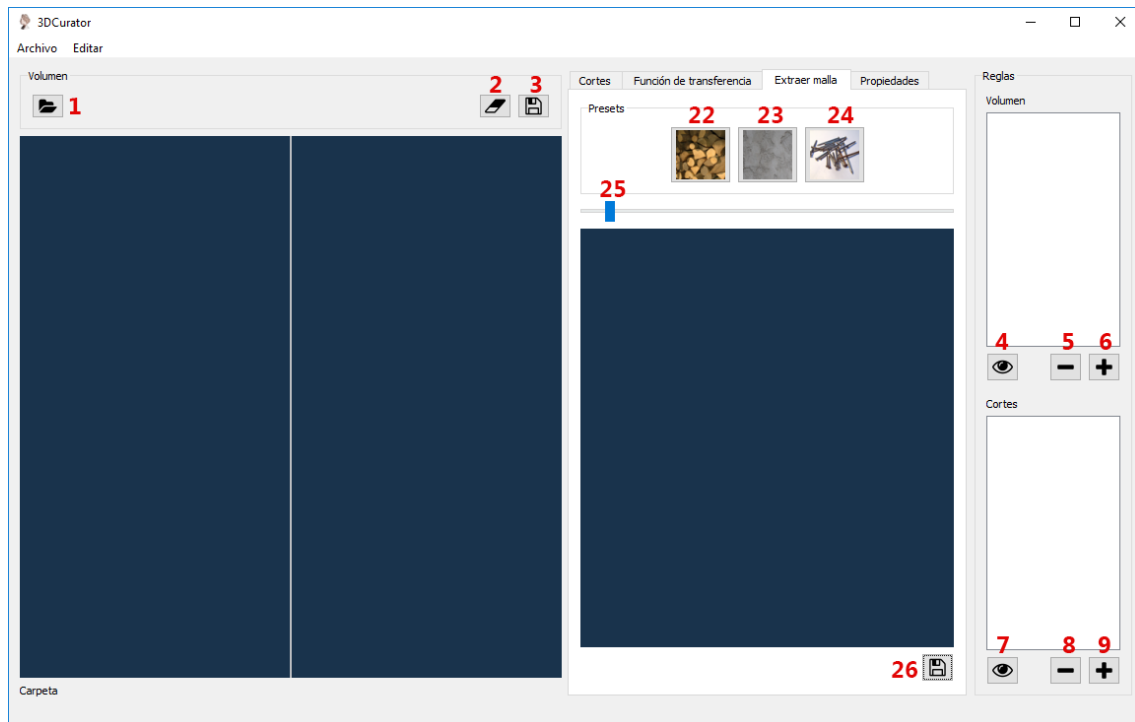 3DCurator
Archivo Editar
Volumen
1
2 3
Cortes Función de transferencia Extraer malla Propiedades
Presets
22 23 24
25
26
Reglas
Volumen
4 5 6
Cortes
7 8 9
Carpeta